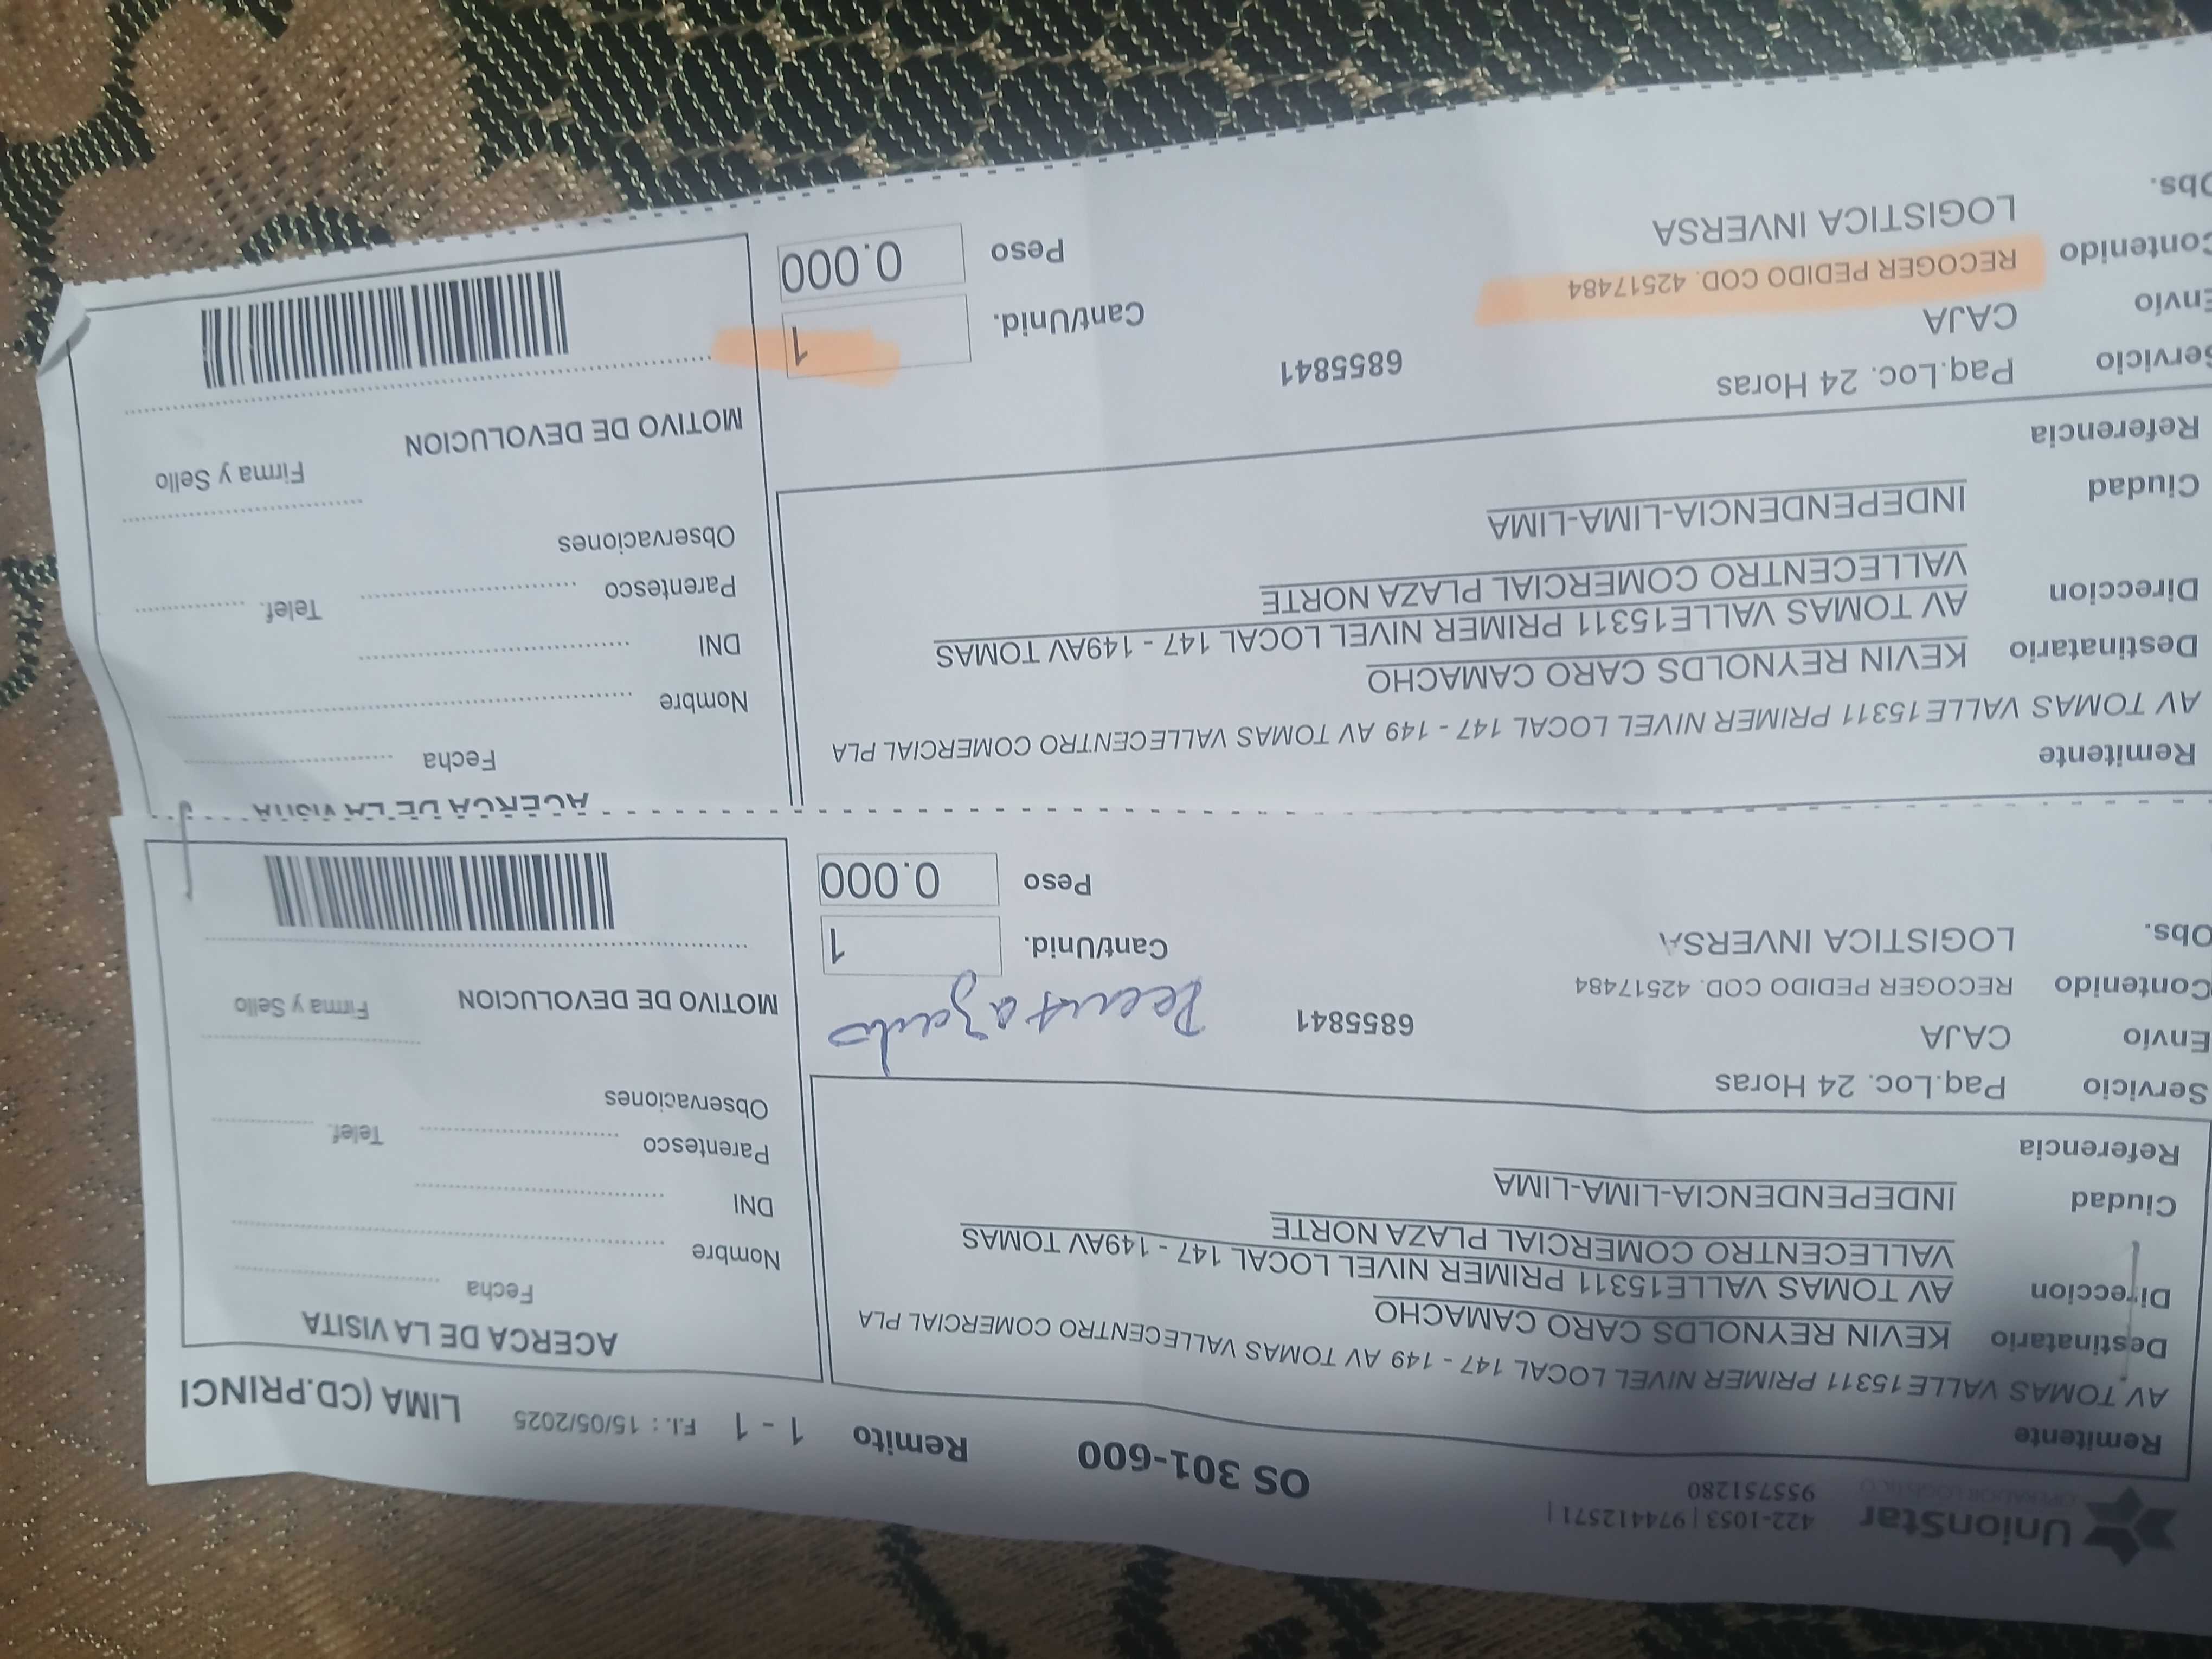 UnionStar 422-1053 | 974412571 |
OPERADOR LOGISTICO 955751280
OS 301-600 Remito 1 - 1 F.I. : 15/05/2025 LIMA (CD.PRINCI
Remitente
AV TOMAS VALLE15311 PRIMER NIVEL LOCAL 147 - 149 AV TOMAS VALLECENTRO COMERCIAL PLA
Destinatario KEVIN REYNOLDS CARO CAMACHO
Direccion AV TOMAS VALLE15311 PRIMER NIVEL LOCAL 147 - 149AV TOMAS
VALLECENTRO COMERCIAL PLAZA NORTE
Ciudad INDEPENDENCIA-LIMA-LIMA
Referencia
Servicio Paq.Loc. 24 Horas
Envío CAJA 6855841
Contenido RECOGER PEDIDO COD. 42517484
Obs. LOGISTICA INVERSA
Cant/Unid. 1
Peso 0.000
ACERCA DE LA VISITA
Fecha
Nombre
DNI
Parentesco Telef.
Observaciones
Firma y Sello
MOTIVO DE DEVOLUCION
Remitente
AV TOMAS VALLE15311 PRIMER NIVEL LOCAL 147 - 149 AV TOMAS VALLECENTRO COMERCIAL PLA
Destinatario KEVIN REYNOLDS CARO CAMACHO
Direccion AV TOMAS VALLE15311 PRIMER NIVEL LOCAL 147 - 149AV TOMAS
VALLECENTRO COMERCIAL PLAZA NORTE
Ciudad INDEPENDENCIA-LIMA-LIMA
Referencia
Servicio Paq.Loc. 24 Horas 6855841
Envío CAJA
Contenido RECOGER PEDIDO COD. 42517484
Obs. LOGISTICA INVERSA
Cant/Unid. 1
Peso 0.000
ACERCA DE LA VISITA
Fecha
Nombre
DNI
Parentesco Telef.
Observaciones
Firma y Sello
MOTIVO DE DEVOLUCION